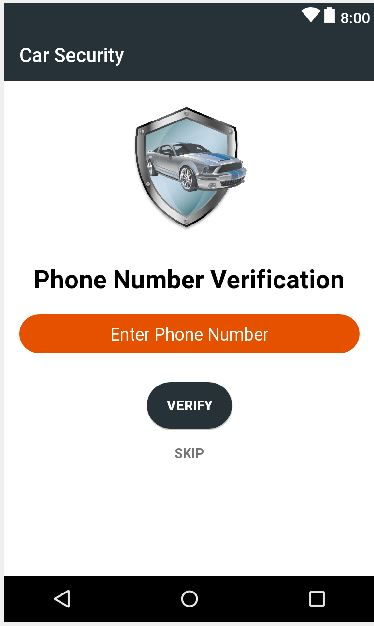 8:00
Car Security
Phone Number Verification
Enter Phone Number
VERIFY
SKIP